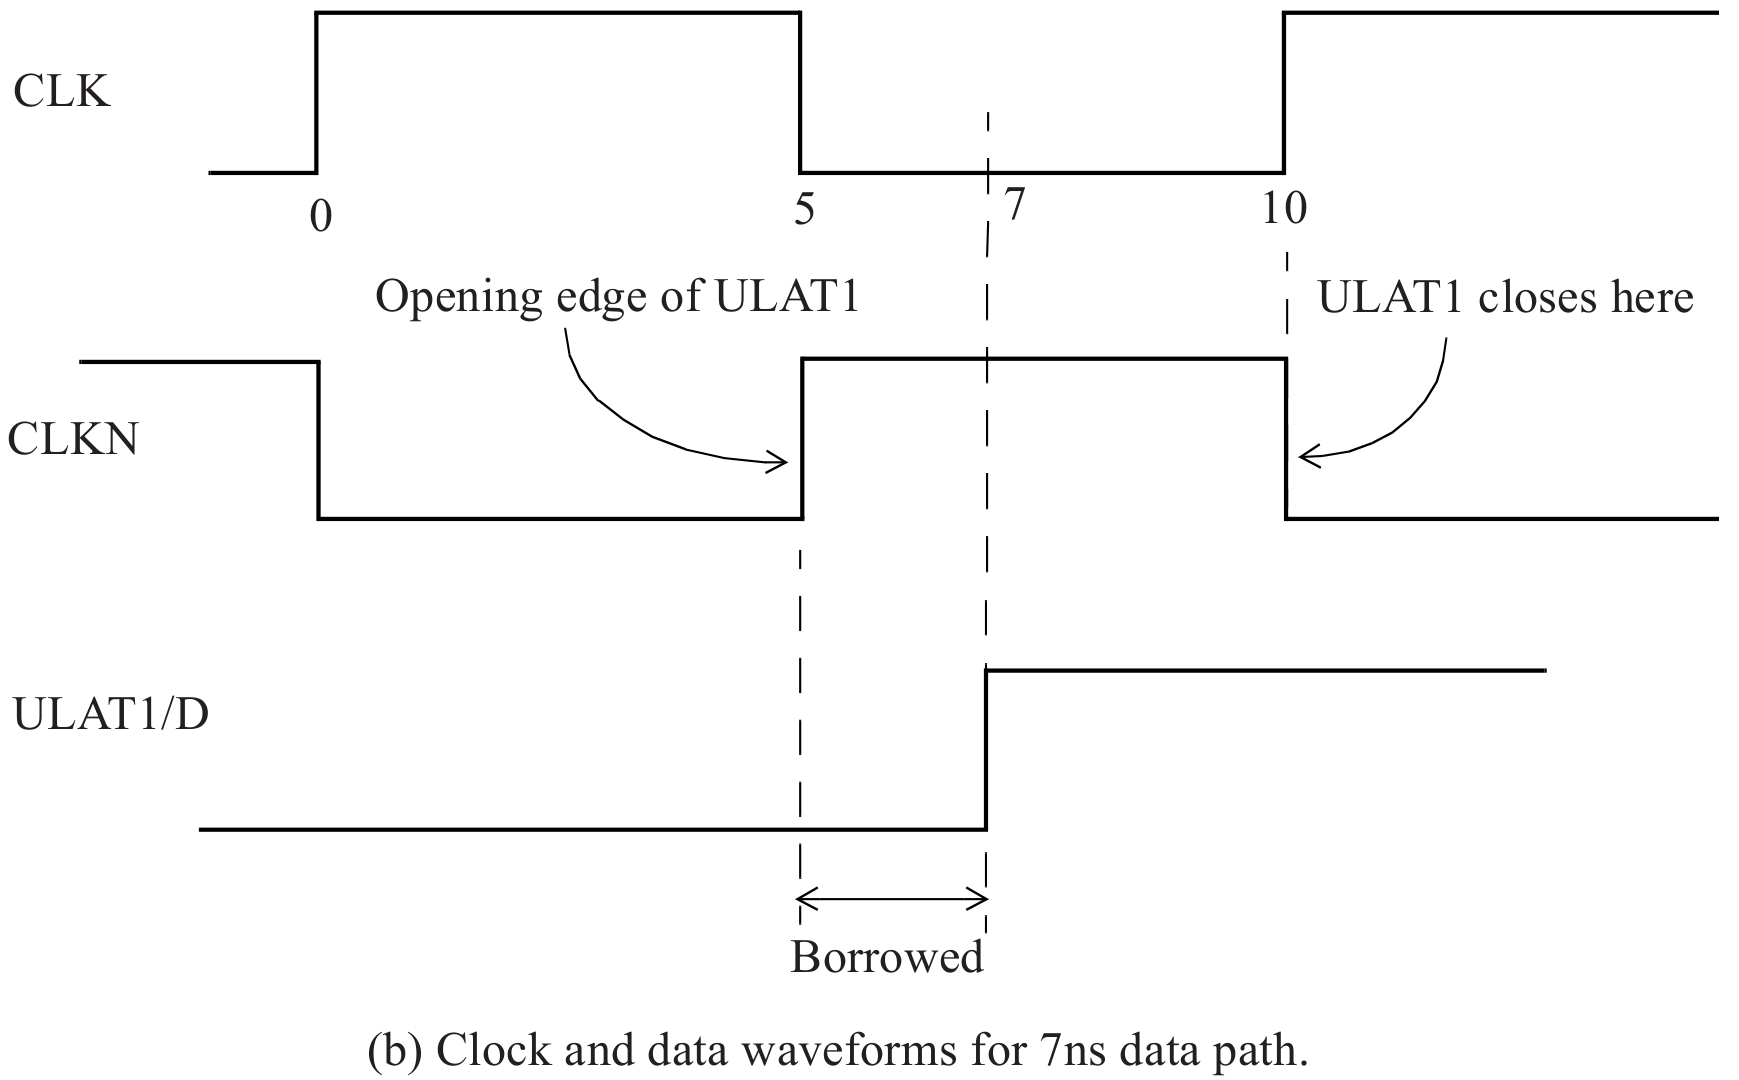 CLK
0
5
7
10
Opening edge of ULAT1
ULAT1 closes here
CLKN
ULAT1/D
Borrowed
(b) Clock and data waveforms for 7ns data path.